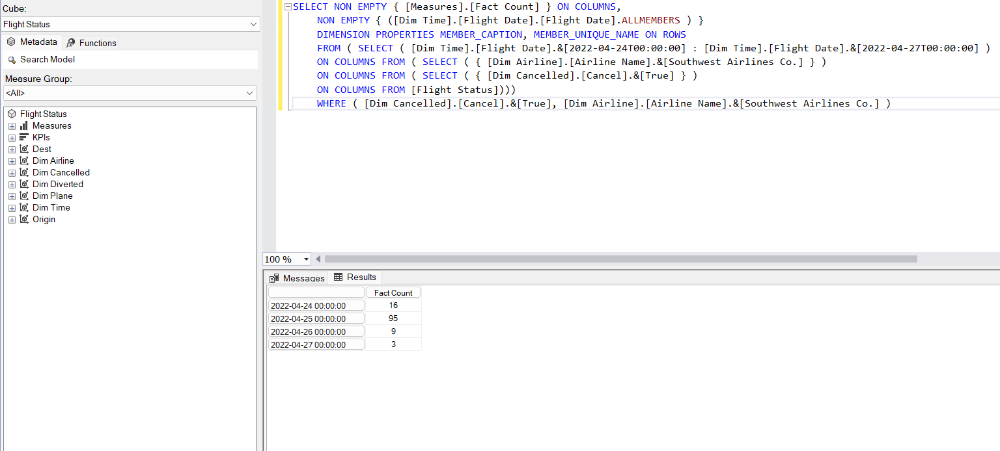 Cube:
Flight Status
Metadata
Functions
Search Model
Measure Group:
<All>
Flight Status
Measures
KPIs
Dest
Dim Airline
Dim Cancelled
Dim Diverted
Dim Plane
Dim Time
Origin
SELECT NON EMPTY { [Measures].[Fact Count] } ON COLUMNS,
NON EMPTY { ([Dim Time].[Flight Date].[Flight Date].ALLMEMBERS ) }
DIMENSION PROPERTIES MEMBER_CAPTION, MEMBER_UNIQUE_NAME ON ROWS
FROM ( SELECT ( [Dim Time].[Flight Date].&[2022-04-24T00:00:00] : [Dim Time].[Flight Date].&[2022-04-27T00:00:00] )
ON COLUMNS FROM ( SELECT ( { [Dim Airline].[Airline Name].&[Southwest Airlines Co.] } )
ON COLUMNS FROM ( SELECT ( { [Dim Cancelled].[Cancel].&[True] } )
ON COLUMNS FROM [Flight Status])))
WHERE ( [Dim Cancelled].[Cancel].&[True], [Dim Airline].[Airline Name].&[Southwest Airlines Co.] )
100 %
Messages
Results
Fact Count
2022-04-24 00:00:00 16
2022-04-25 00:00:00 95
2022-04-26 00:00:00 9
2022-04-27 00:00:00 3